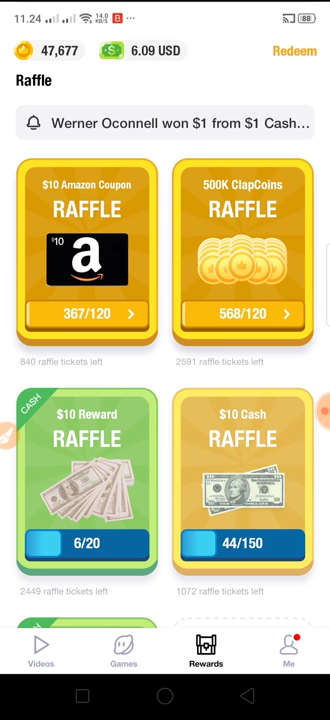 11.24 14.0 KB/S B ...
47,677 6.09 USD Redeem
Raffle
Werner Oconnell won $1 from $1 Cash...
$10 Amazon Coupon
RAFFLE
$10 a
367/120
840 raffle tickets left
500K ClapCoins
RAFFLE
568/120
2591 raffle tickets left
CASH
$10 Reward
RAFFLE
6/20
2449 raffle tickets left
$10 Cash
RAFFLE
44/150
1072 raffle tickets left
Videos Games Rewards Me